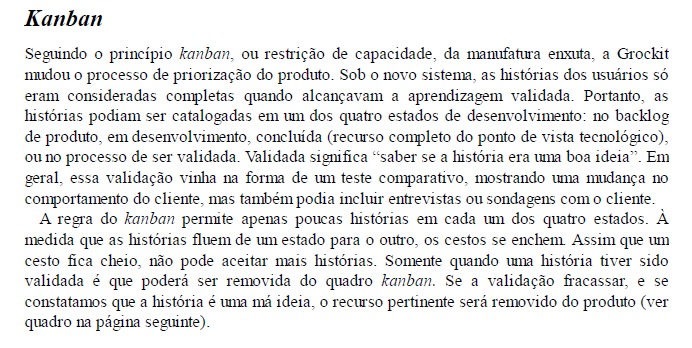 Kanban
Seguindo o princípio kanban, ou restrição de capacidade, da manufatura enxuta, a Grockit
mudou o processo de priorização do produto. Sob o novo sistema, as histórias dos usuários só
eram consideradas completas quando alcançavam a aprendizagem validada. Portanto, as
histórias podiam ser catalogadas em um dos quatro estados de desenvolvimento: no backlog
de produto, em desenvolvimento, concluída (recurso completo do ponto de vista tecnológico),
ou no processo de ser validada. Validada significa “saber se a história era uma boa ideia”. Em
geral, essa validação vinha na forma de um teste comparativo, mostrando uma mudança no
comportamento do cliente, mas também podia incluir entrevistas ou sondagens com o cliente.
A regra do kanban permite apenas poucas histórias em cada um dos quatro estados. À
medida que as histórias fluem de um estado para o outro, os cestos se enchem. Assim que um
cesto fica cheio, não pode aceitar mais histórias. Somente quando uma história tiver sido
validada é que poderá ser removida do quadro kanban. Se a validação fracassar, e se
constatamos que a história é uma má ideia, o recurso pertinente será removido do produto (ver
quadro na página seguinte).